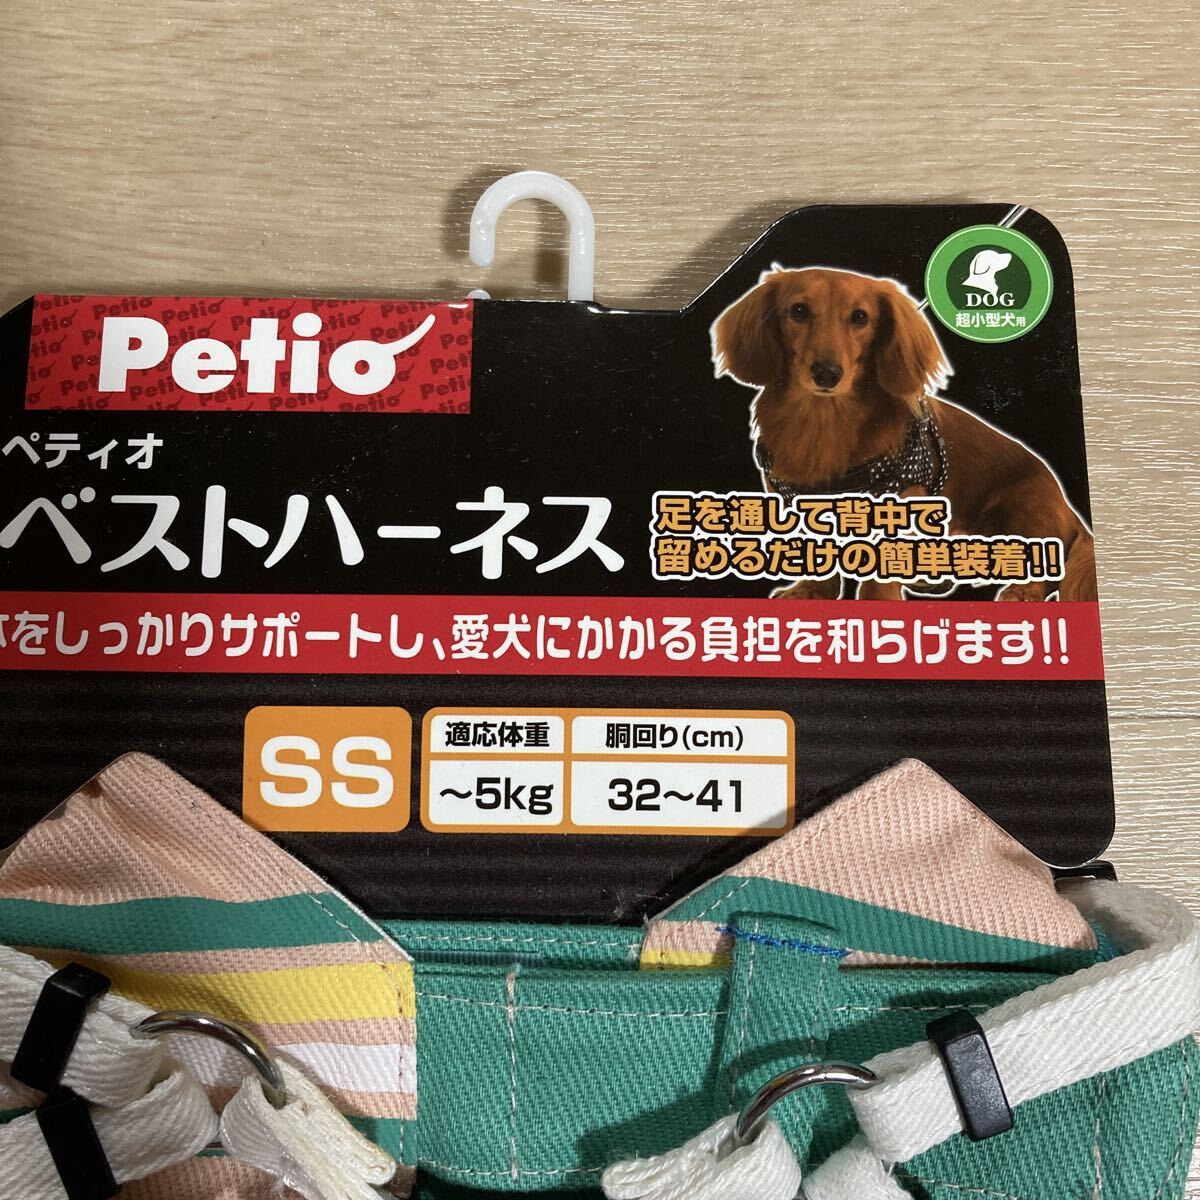 Petio
DOG
超小型犬用
ペティオ
ベストハーネス
足を通して背中で
留めるだけの簡単装着!!
をしっかりサポートし、愛犬にかかる負担を和らげます!!
SS
適応体重
胴回り(cm)
～5kg
32～41